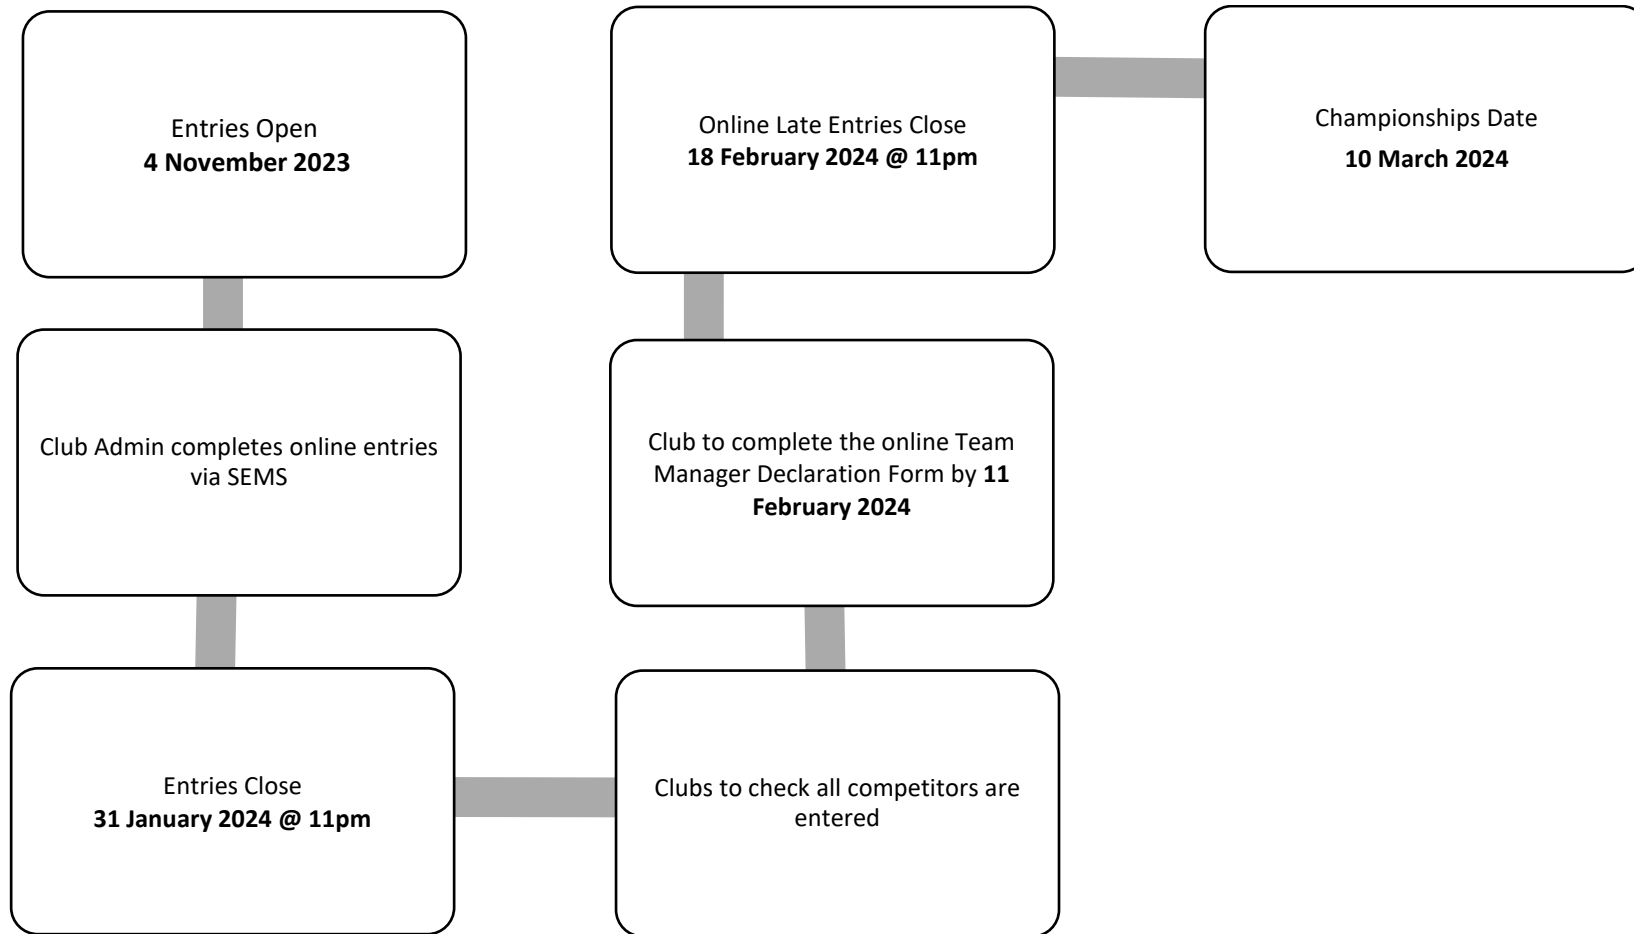 Entries Open
4 November 2023
Club Admin completes online entries
via SEMS
Entries Close
31 January 2024 @ 11pm
Clubs to check all competitors are
entered
Club to complete the online Team
Manager Declaration Form by 11
February 2024
Online Late Entries Close
18 February 2024 @ 11pm
Championships Date
10 March 2024